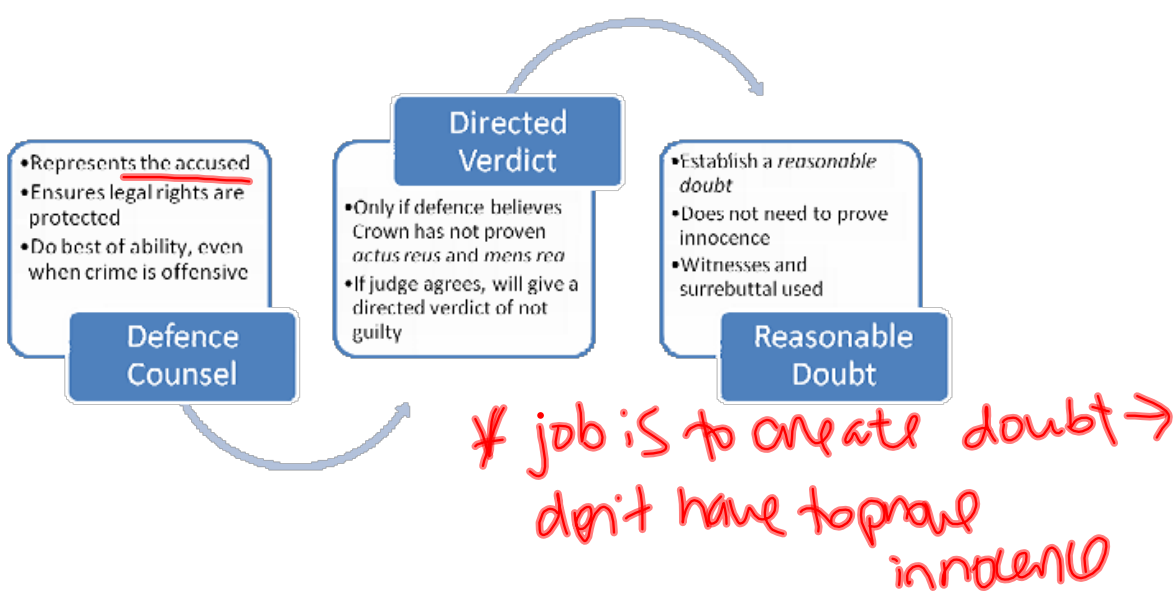 •Represents the accused
•Ensures legal rights are
protected
•Do best of ability, even
when crime is offensive
Defence
Counsel
Directed
Verdict
•Only if defence believes
Crown has not proven
actus reus and mens rea
•If judge agrees, will give a
directed verdict of not
guilty
•Establish a reasonable
doubt
•Does not need to prove
innocence
•Witnesses and
surrebuttal used
Reasonable
Doubt
* job is to create doubt →
don't have to prove
innocence